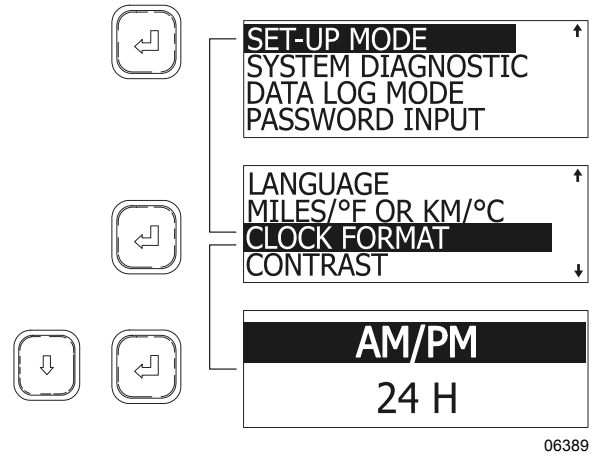 SET-UP MODE
SYSTEM DIAGNOSTIC
DATA LOG MODE
PASSWORD INPUT
LANGUAGE
MILES/°F OR KM/°C
CLOCK FORMAT
CONTRAST
AM/PM
24 H
06389